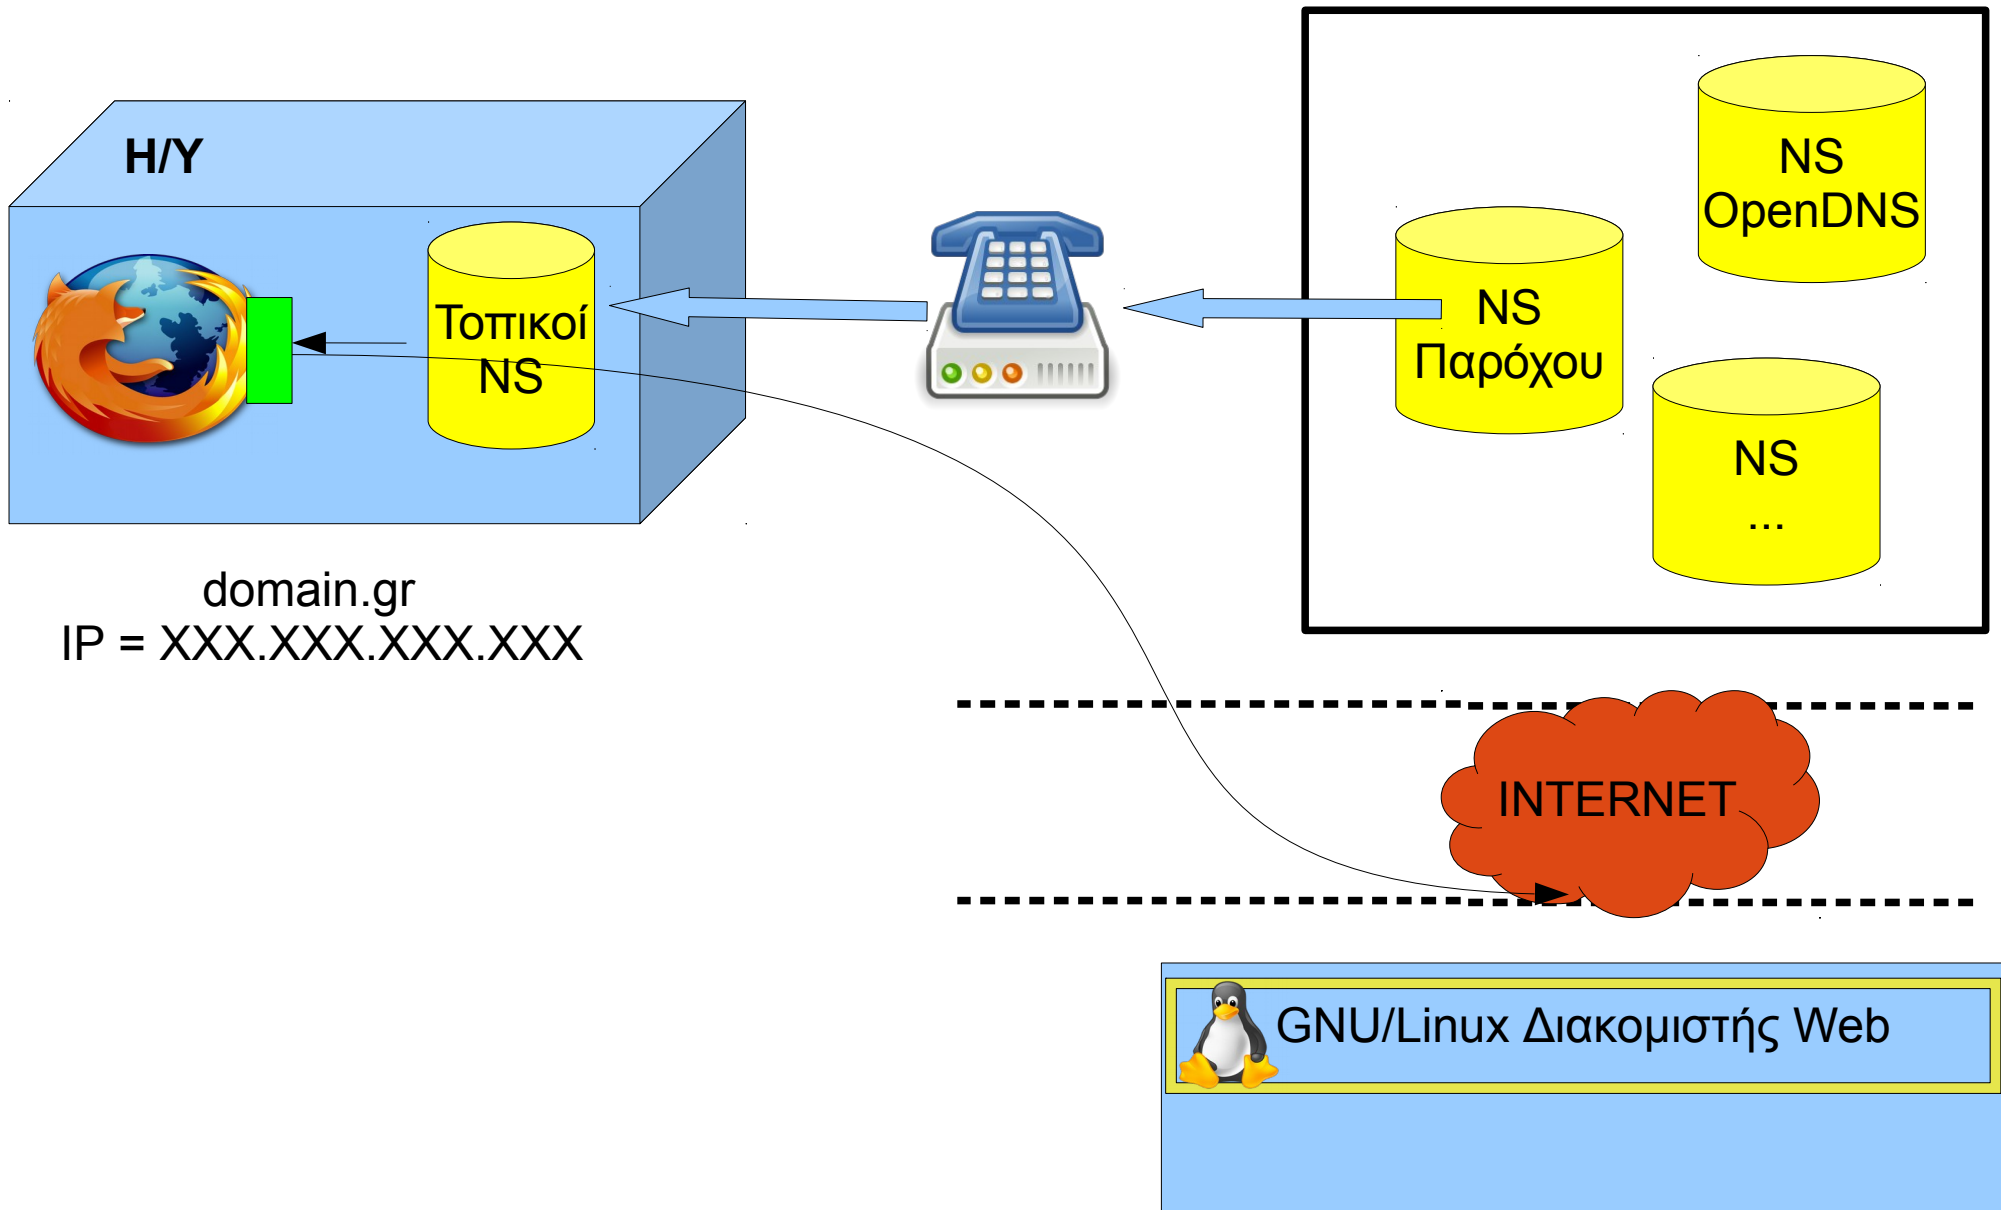 Η/Υ
Τοπικοί
NS
NS
OpenDNS
NS
Παρόχου
NS
...
domain.gr
IP = XXX.XXX.XXX.XXX
INTERNET
GNU/Linux Διακομιστής Web